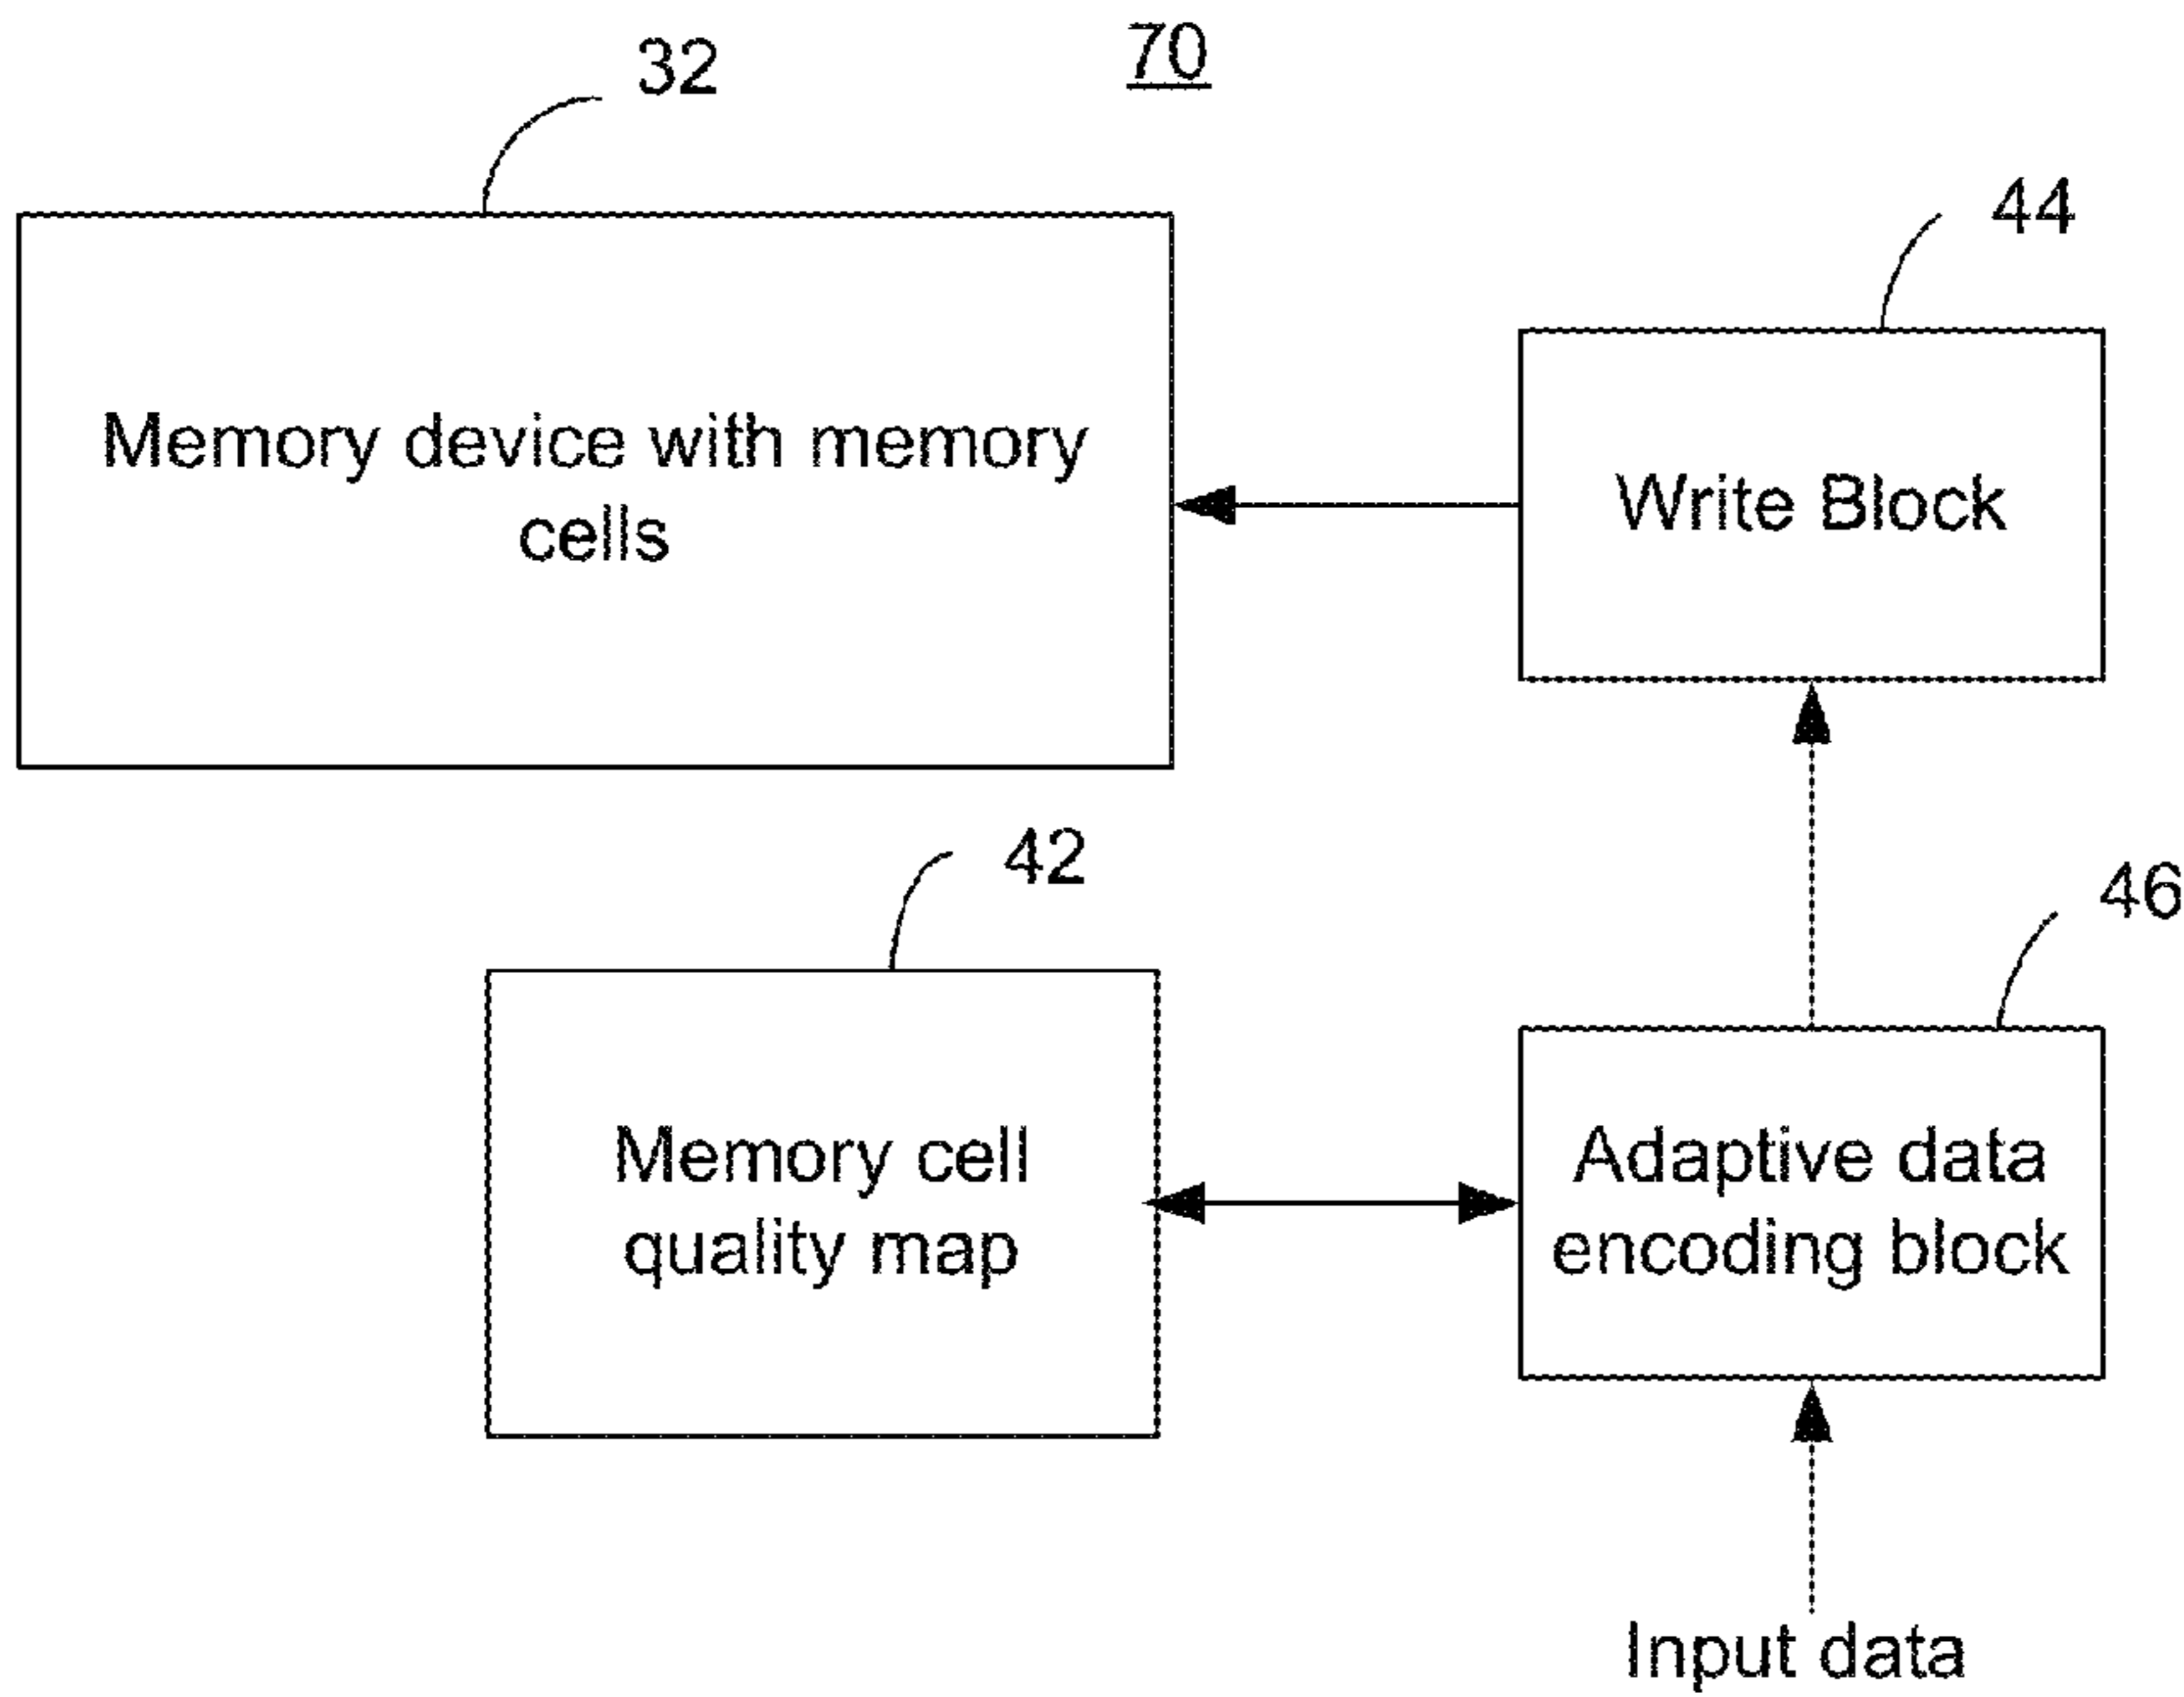 70
32
44
Memory device with memory
cells
Write Block
42
46
Memory cell
quality map
Adaptive data
encoding block
Input data